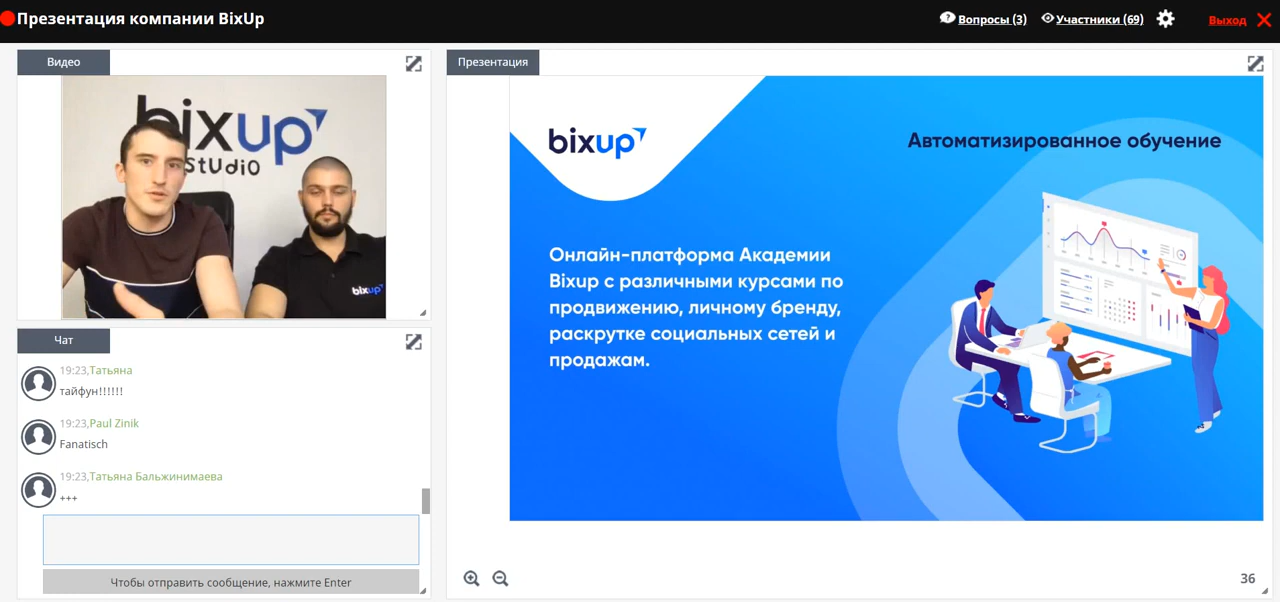 Презентация компании BixUp
Вопросы (3)
Участники (69)
Выход
Видео
bixup
StUdiO
bixup
Чат
19:23,Татьяна
тайфун!!!!!!
19:23,Paul Zinik
Fanatisch
19:23,Татьяна Бальжинимаева
+++
Чтобы отправить сообщение, нажмите Enter
Презентация
bixup
Автоматизированное обучение
Онлайн-платформа Академии
Bixup с различными курсами по
продвижению, личному бренду,
раскрутке социальных сетей и
продажам.
36